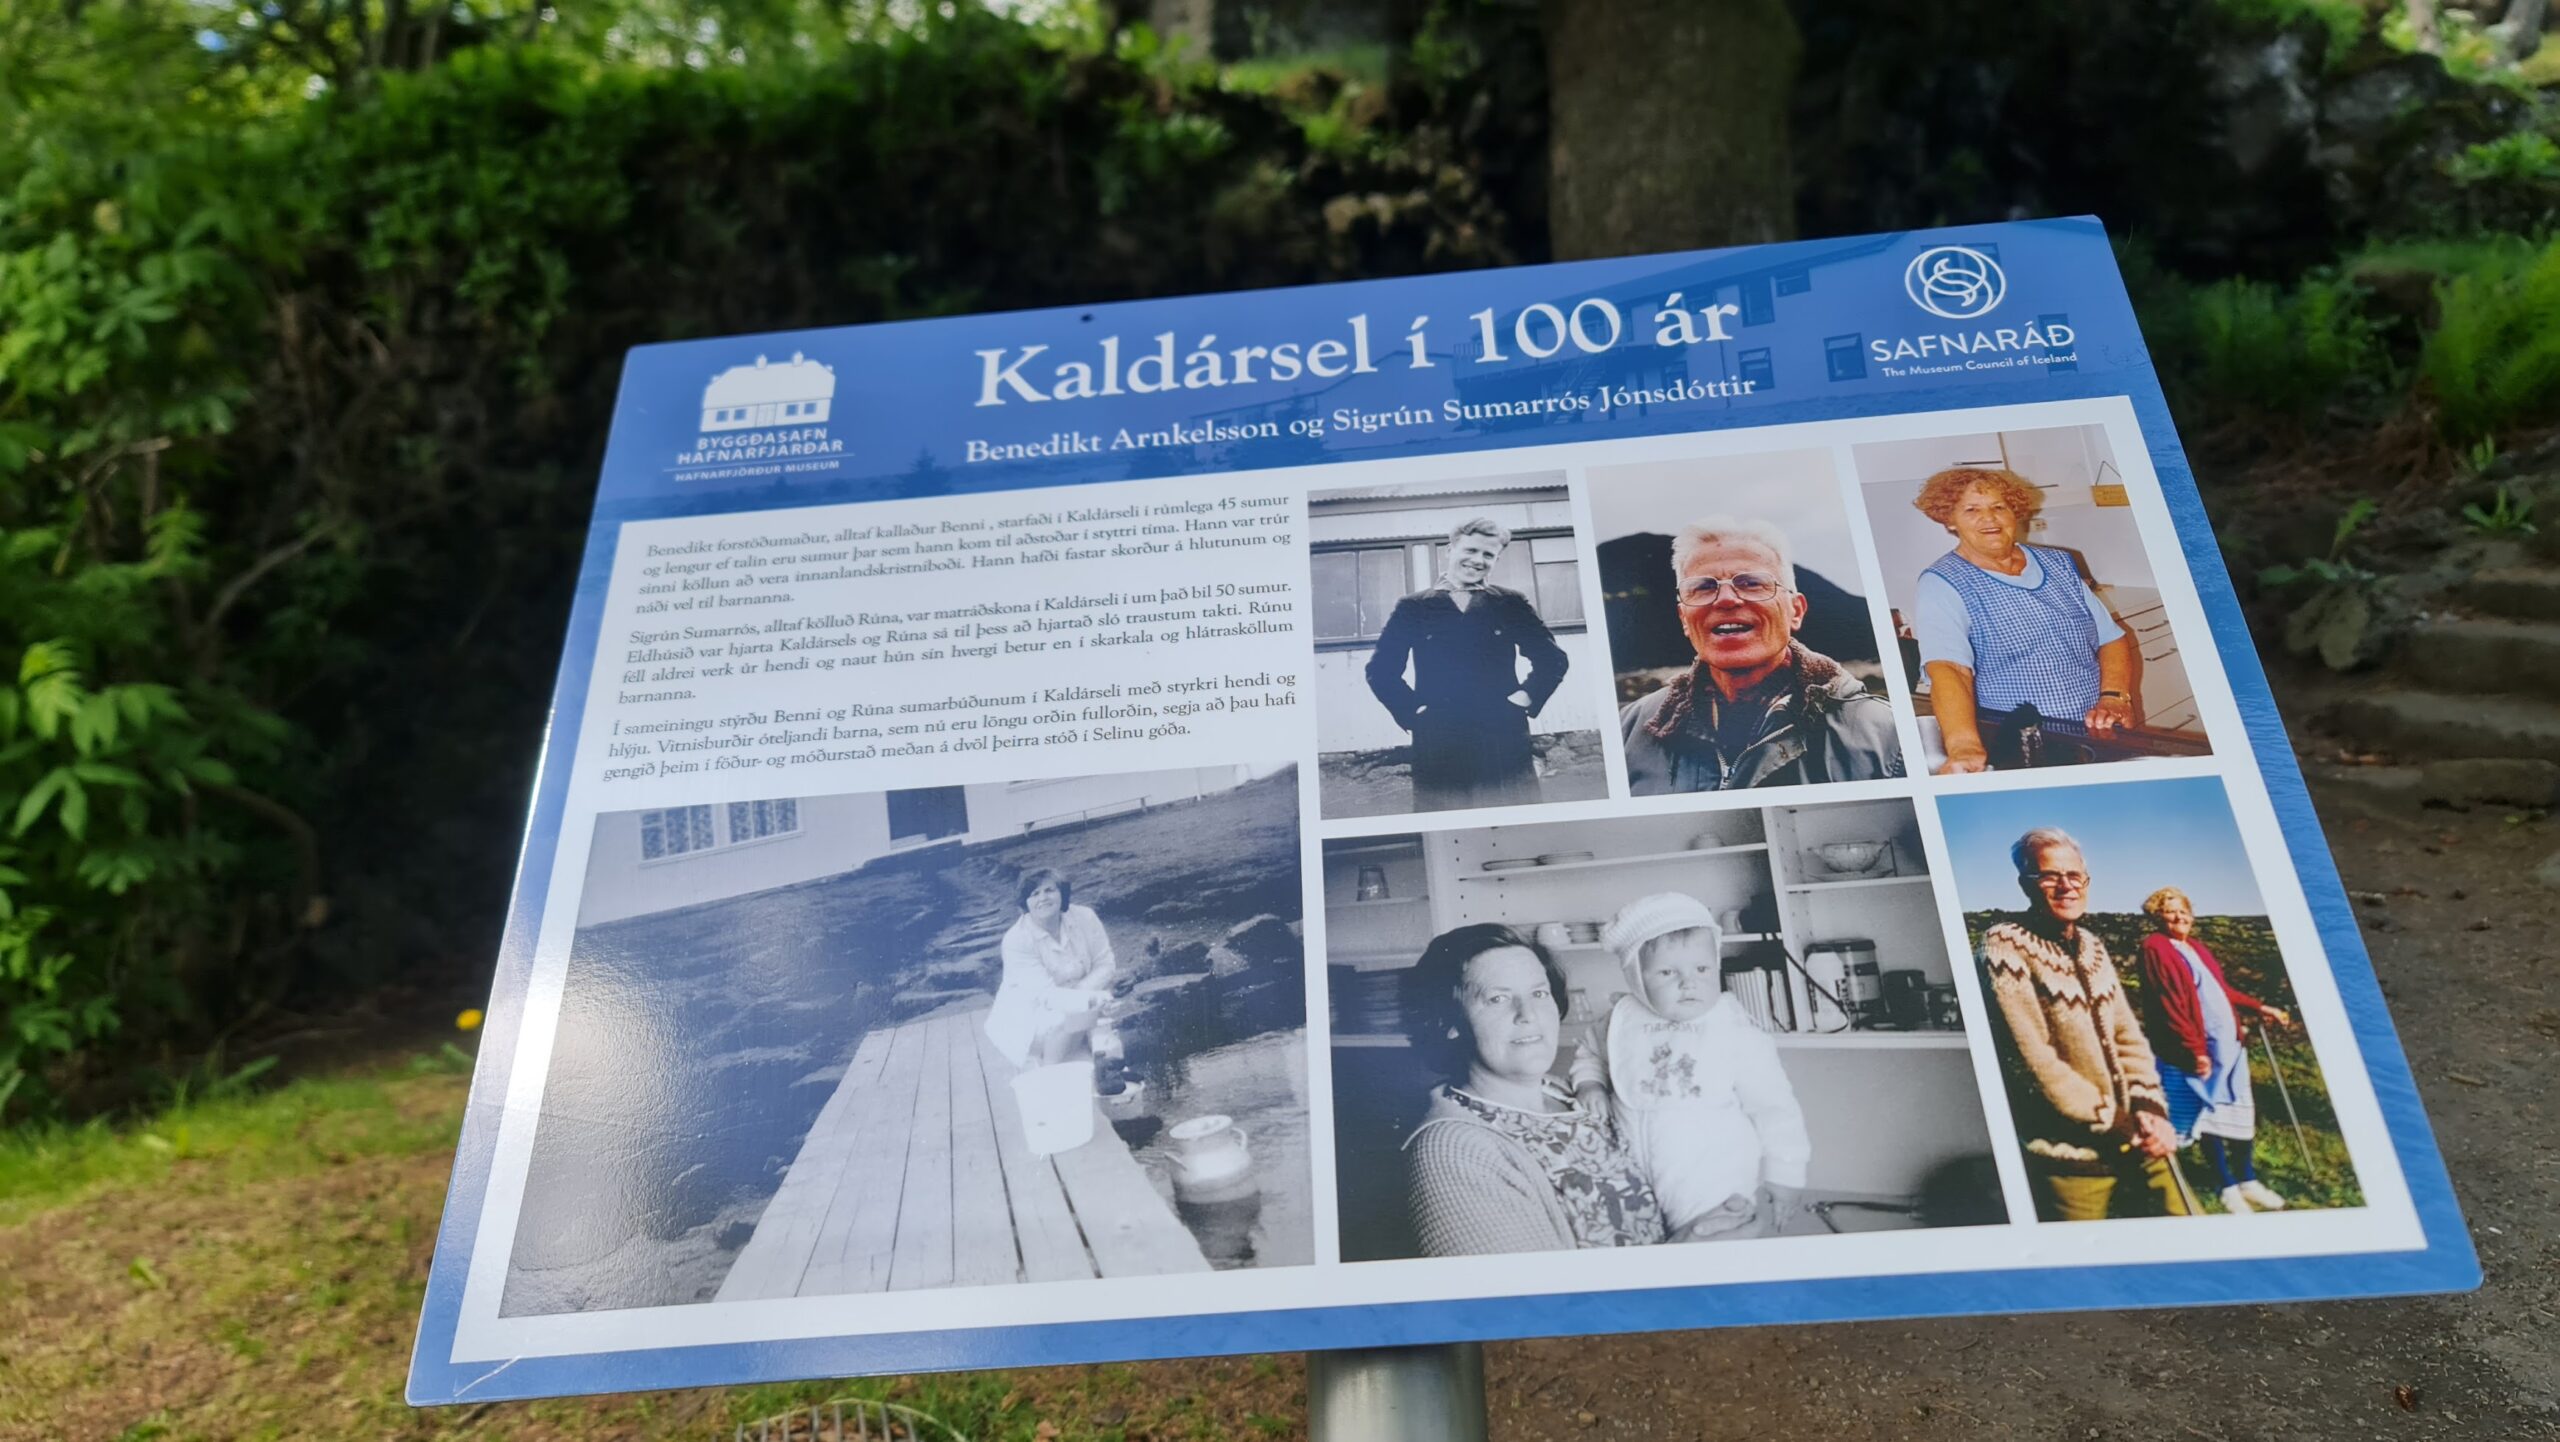 BYGGÐASAFN
HAFNARFJARÐAR
HAFNARFJÖRÐUR MUSEUM
Kaldársel í 100 ár
Benedikt Arnkelsson og Sigrún Sumarrós Jónsdóttir
SAFNARÁÐ
The Museum Council of Iceland
Benedikt forstöðumaður, alltaf kallaður Benni , starfaði í Kaldárseli í rúmlega 45 sumur
og lengur ef talin eru sumur þar sem hann kom til aðstoðar í styttri tíma. Hann var trúr
sinni köllun að vera innanlandskristniboði. Hann hafði fastar skorður á hlutunum og
náði vel til barnanna.
Sigrún Sumarrós, alltaf kölluð Rúna, var matráðskona í Kaldárseli í um það bil 50 sumur.
Eldhúsið var hjarta Kaldársels og Rúna sá til þess að hjartað sló traustum takti. Rúnu
féll aldrei verk úr hendi og naut hún sín hvergi betur en í skarkala og hlátrasköllum
barnanna.
Í sameiningu stýrðu Benni og Rúna sumarbúðunum í Kaldárseli með styrkri hendi og
hlýju. Vitnisburðir óteljandi barna, sem nú eru löngu orðin fullorðin, segja að þau hafi
gengið þeim í föður- og móðurstað meðan á dvöl þeirra stóð í Selinu góða.
THURSDAY